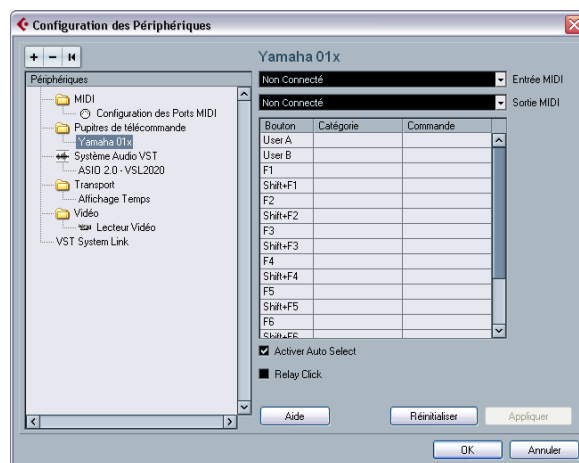 Configuration des Périphériques
Yamaha 01x
Périphériques
MIDI
Configuration des Ports MIDI
Pupitres de télécommande
Yamaha 01x
Système Audio VST
ASIO 2.0 - VSL2020
Transport
Affichage Temps
Vidéo
Lecteur Vidéo
VST System Link
Non Connecté Entrée MIDI
Non Connecté Sortie MIDI
Bouton Catégorie Commande
User A
User B
F1
Shift+F1
F2
Shift+F2
F3
Shift+F3
F4
Shift+F4
F5
Shift+F5
F6
Shift+F6
Activer Auto Select
Relay Click
Aide Réinitialiser Appliquer
OK Annuler